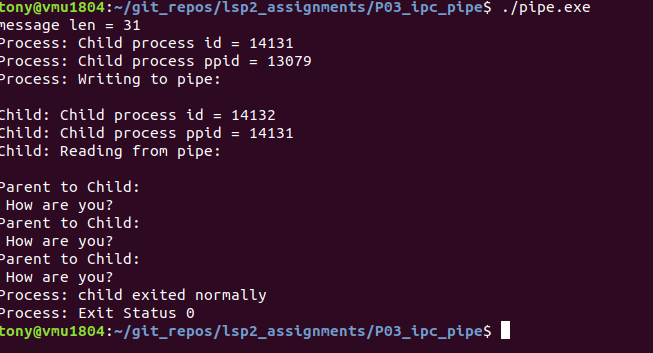 tony@vmu1804:~/git_repos/lsp2_assignments/P03_ipc_pipe$ ./pipe.exe
message len = 31
Process: Child process id = 14131
Process: Child process ppid = 13079
Process: Writing to pipe:
Child: Child process id = 14132
Child: Child process ppid = 14131
Child: Reading from pipe:
Parent to Child:
 How are you?
Parent to Child:
 How are you?
Parent to Child:
 How are you?
Process: child exited normally
Process: Exit Status 0
tony@vmu1804:~/git_repos/lsp2_assignments/P03_ipc_pipe$